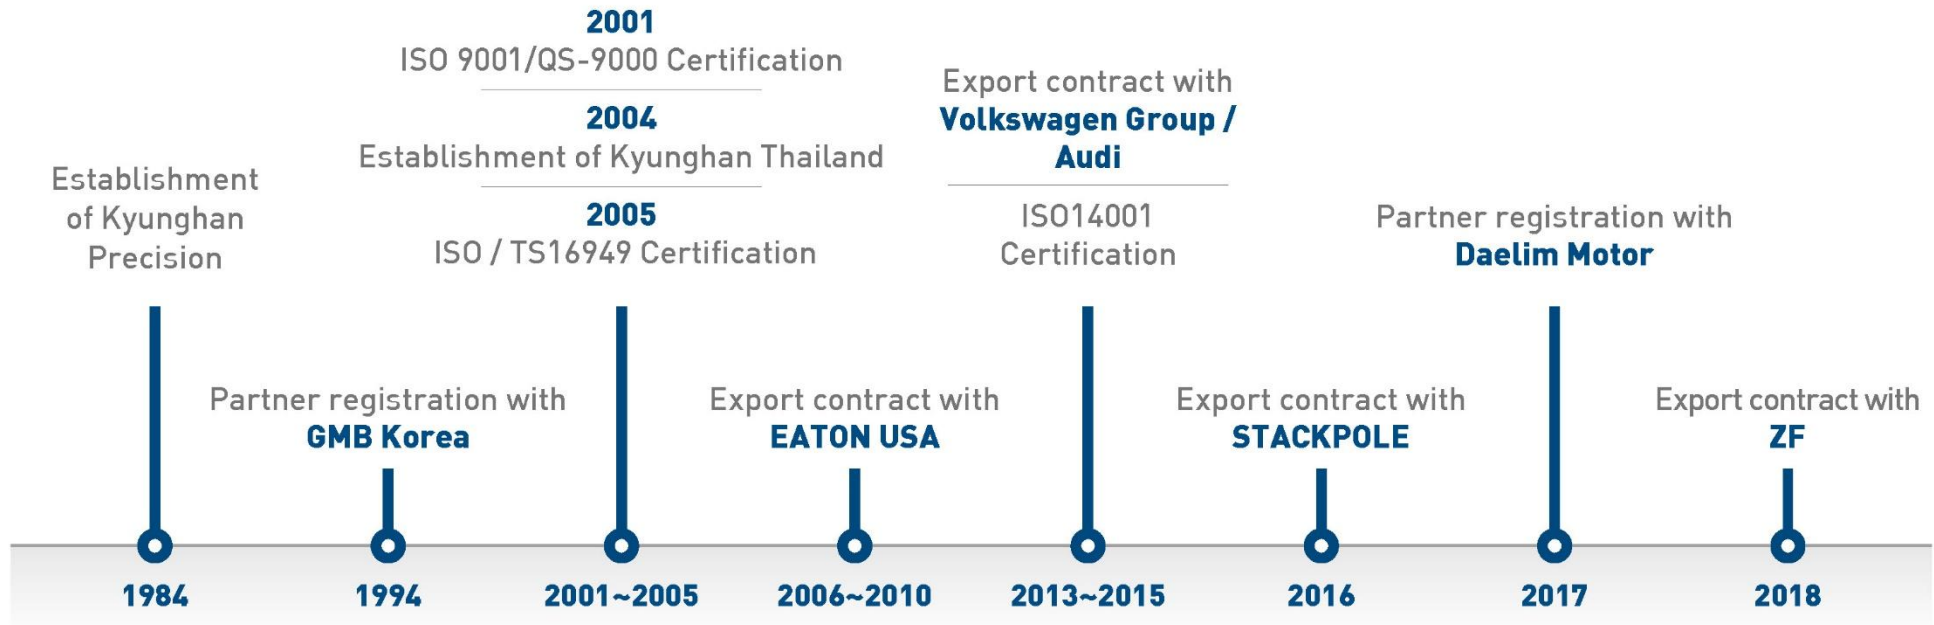 Establishment
of Kyunghan
Precision
1984
Partner registration with
GMB Korea
1994
2001
ISO 9001/QS-9000 Certification
2004
Establishment of Kyunghan Thailand
2005
ISO / TS16949 Certification
2001~2005
Export contract with
EATON USA
2006~2010
Export contract with
Volkswagen Group /
Audi
ISO14001
Certification
2013~2015
Export contract with
STACKPOLE
2016
Partner registration with
Daelim Motor
2017
Export contract with
ZF
2018